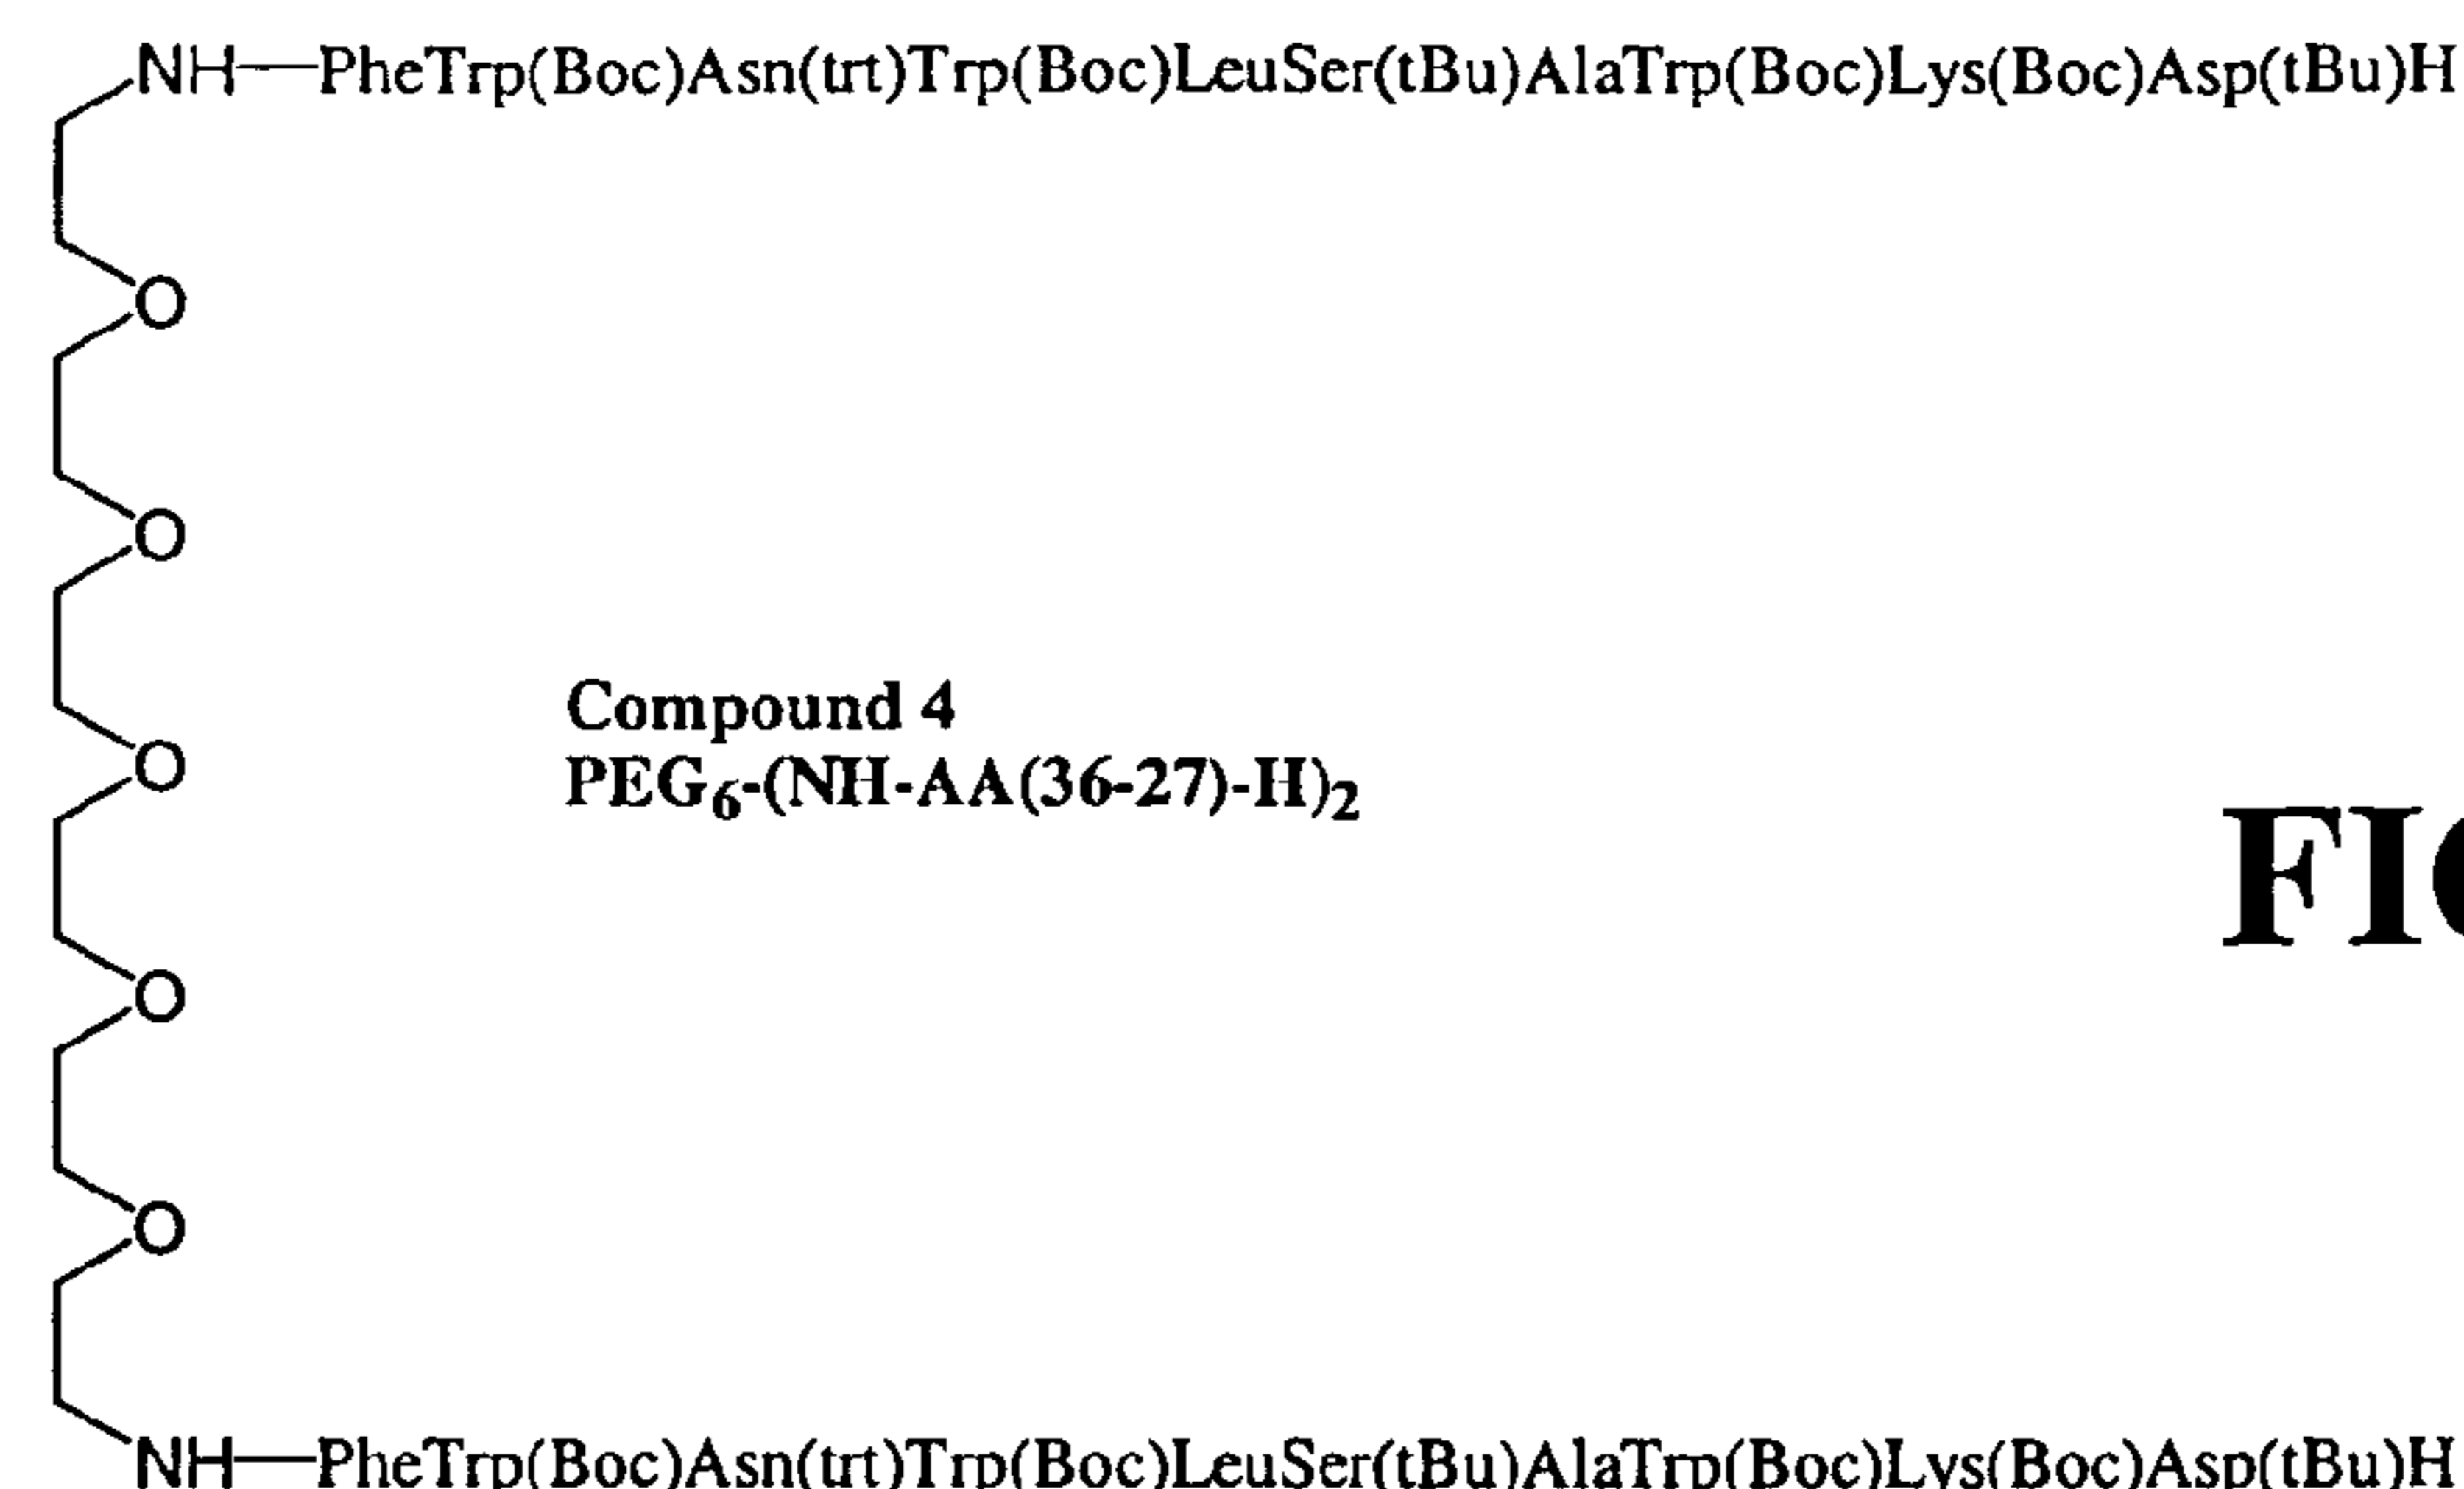 NH—PheTrp(Boc)Asn(trt)Trp(Boc)LeuSer(tBu)AlaTrp(Boc)Lys(Boc)Asp(tBu)H
O
O
O
Compound 4
PEG6-(NH-AA(36-27)-H)2
FIG
O
O
NH—PheTrp(Boc)Asn(trt)Trp(Boc)LeuSer(tBu)AlaTrp(Boc)Lys(Boc)Asp(tBu)H